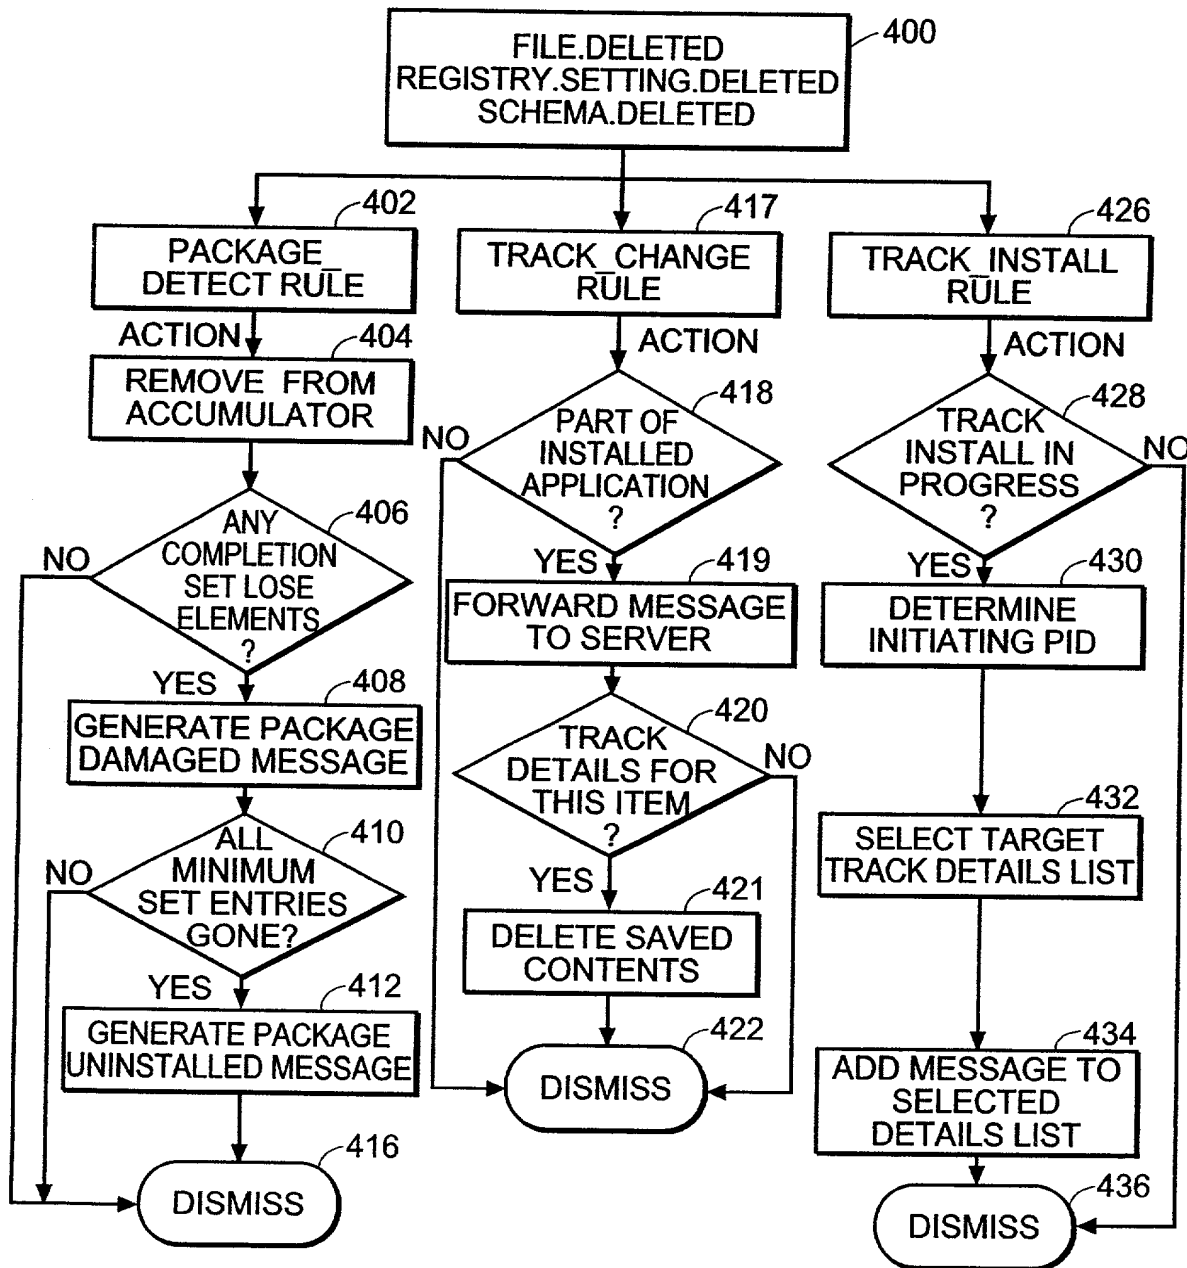 400
FILE.DELETED
REGISTRY.SETTING.DELETED
SCHEMA.DELETED
402
PACKAGE_
DETECT RULE
ACTION
404
REMOVE FROM
ACCUMULATOR
406
ANY
COMPLETION
SET LOSE
ELEMENTS
?
NO
YES
408
GENERATE PACKAGE
DAMAGED MESSAGE
410
ALL
MINIMUM
SET ENTRIES
GONE?
NO
YES
412
GENERATE PACKAGE
UNINSTALLED MESSAGE
416
DISMISS
417
TRACK_CHANGE
RULE
ACTION
418
PART OF
INSTALLED
APPLICATION
?
NO
YES
419
FORWARD MESSAGE
TO SERVER
420
TRACK
DETAILS FOR
THIS ITEM
?
NO
YES
421
DELETE SAVED
CONTENTS
422
DISMISS
426
TRACK_INSTALL
RULE
ACTION
428
TRACK
INSTALL IN
PROGRESS
?
NO
YES
430
DETERMINE
INITIATING PID
432
SELECT TARGET
TRACK DETAILS LIST
434
ADD MESSAGE TO
SELECTED
DETAILS LIST
436
DISMISS